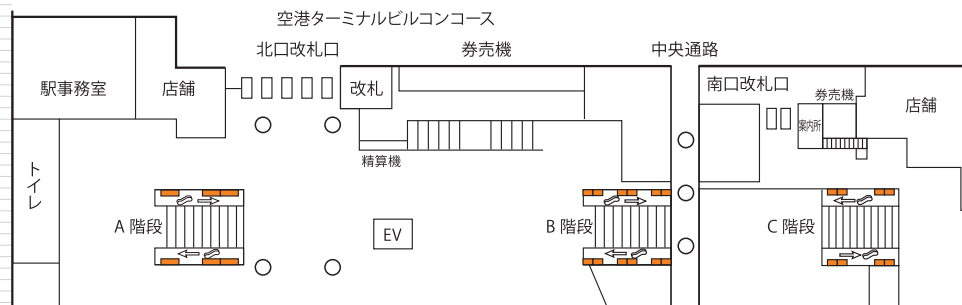 空港ターミナルビルコンコース
北口改札口
券売機
中央通路
駅事務室
店舗
改札
南口改札口
券売機
案内所
店舗
精算機
トイレ
A 階段
EV
B 階段
C 階段